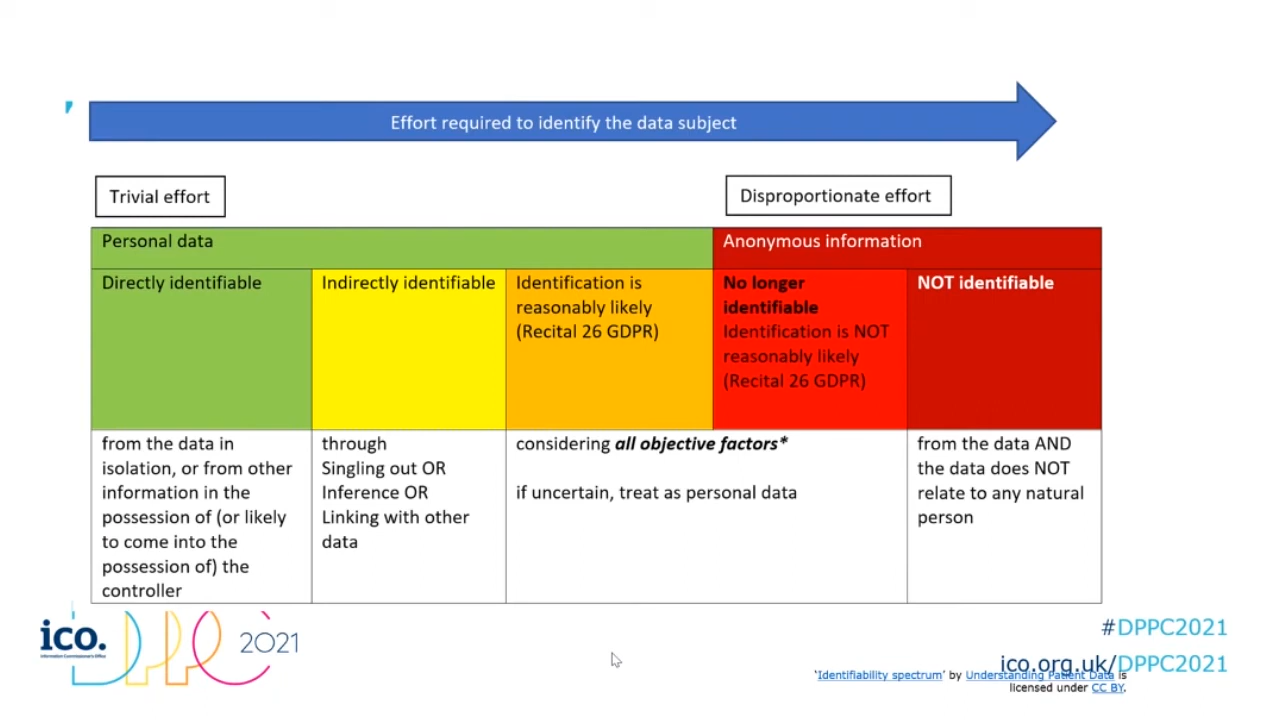 Effort required to identify the data subject
Trivial effort
Disproportionate effort
Personal data
Anonymous information
Directly identifiable
Indirectly identifiable
Identification is
reasonably likely
(Recital 26 GDPR)
No longer
identifiable
Identification is NOT
reasonably likely
(Recital 26 GDPR)
NOT identifiable
from the data in
isolation, or from other
information in the
possession of (or likely
to come into the
possession of) the
controller
through
Singling out OR
Inference OR
Linking with other
data
considering all objective factors*
if uncertain, treat as personal data
from the data AND
the data does NOT
relate to any natural
person
ico.
Information Commissioner's Office
DPPC 2021
#DPPC2021
ico.org.uk/DPPC2021
‘Identifiability spectrum’ by Understanding Patient Data is
licensed under CC BY.